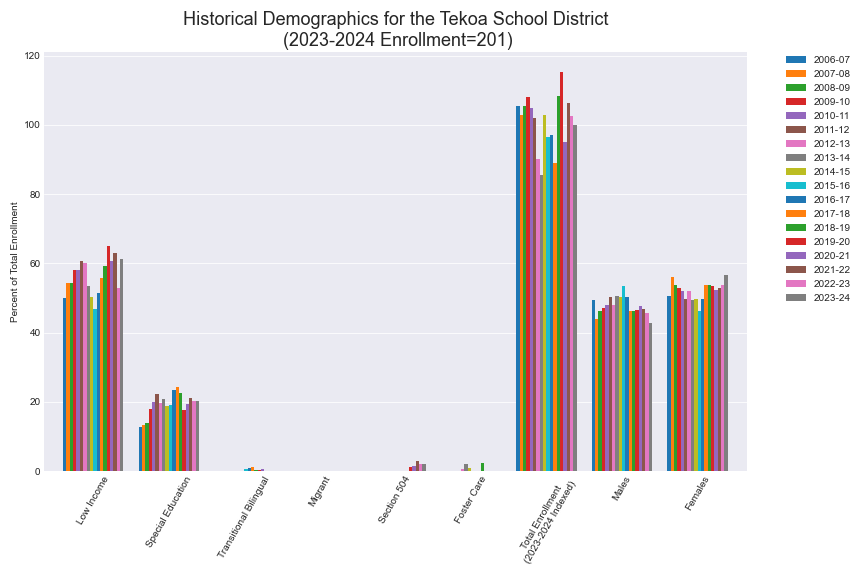 Historical Demographics for the Tekoa School District
(2023-2024 Enrollment=201)
Percent of Total Enrollment
120
100
80
60
40
20
0
Low Income
Special Education
Transitional Bilingual
Migrant
Section 504
Foster Care
Total Enrollment
(2023-2024 Indexed)
Males
Females
2006-07
2007-08
2008-09
2009-10
2010-11
2011-12
2012-13
2013-14
2014-15
2015-16
2016-17
2017-18
2018-19
2019-20
2020-21
2021-22
2022-23
2023-24